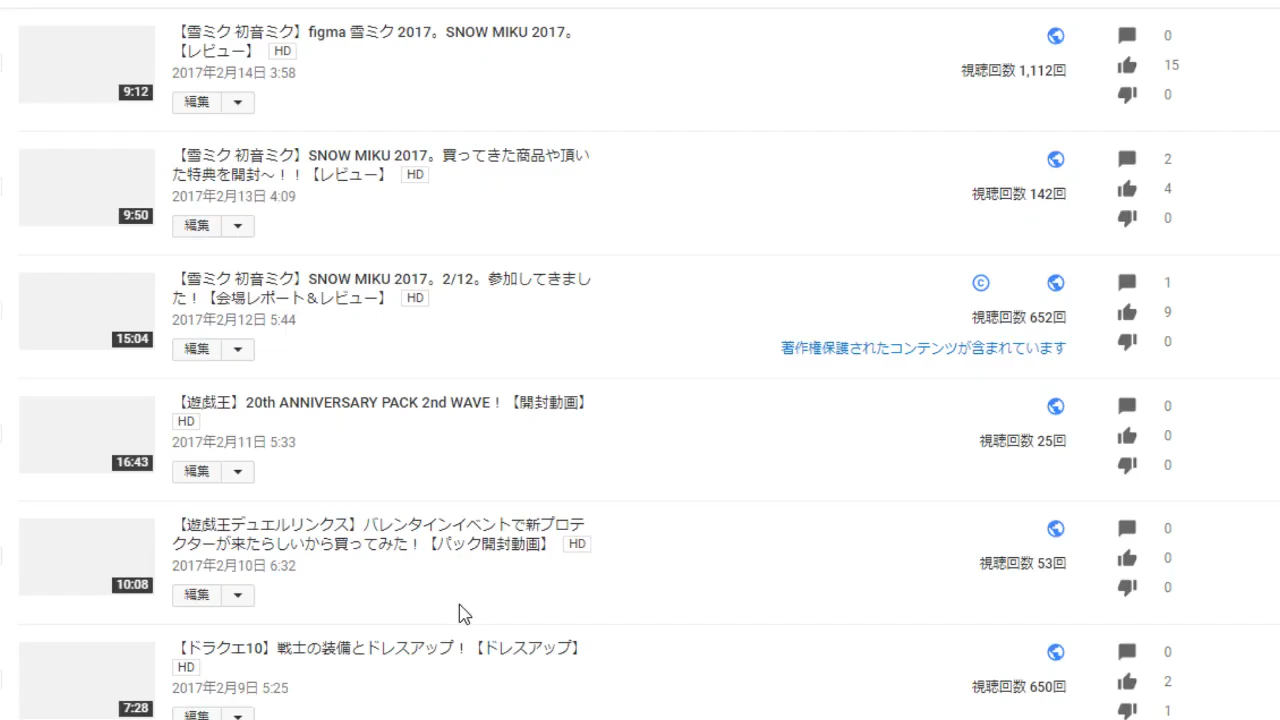 【雪ミク 初音ミク】figma 雪ミク 2017。SNOW MIKU 2017。
【レビュー】 HD
2017年2月14日 3:58
9:12
編集
視聴回数 1,112回
0
15
0
【雪ミク 初音ミク】SNOW MIKU 2017。買ってきた商品や頂い
た特典を開封～！！【レビュー】 HD
2017年2月13日 4:09
9:50
編集
視聴回数 142回
2
4
0
【雪ミク 初音ミク】SNOW MIKU 2017。2/12。参加してきまし
た！【会場レポート＆レビュー】 HD
2017年2月12日 5:44
15:04
編集
©
視聴回数 652回
著作権保護されたコンテンツが含まれています
1
9
0
【遊戯王】20th ANNIVERSARY PACK 2nd WAVE！【開封動画】
HD
2017年2月11日 5:33
16:43
編集
視聴回数 25回
0
0
0
【遊戯王デュエルリンクス】バレンタインイベントで新プロテ
クターが来たらしいから買ってみた！【パック開封動画】 HD
2017年2月10日 6:32
10:08
編集
視聴回数 53回
0
0
0
【ドラクエ10】戦士の装備とドレスアップ！【ドレスアップ】
HD
2017年2月9日 5:25
7:28
編集
視聴回数 650回
0
2
1